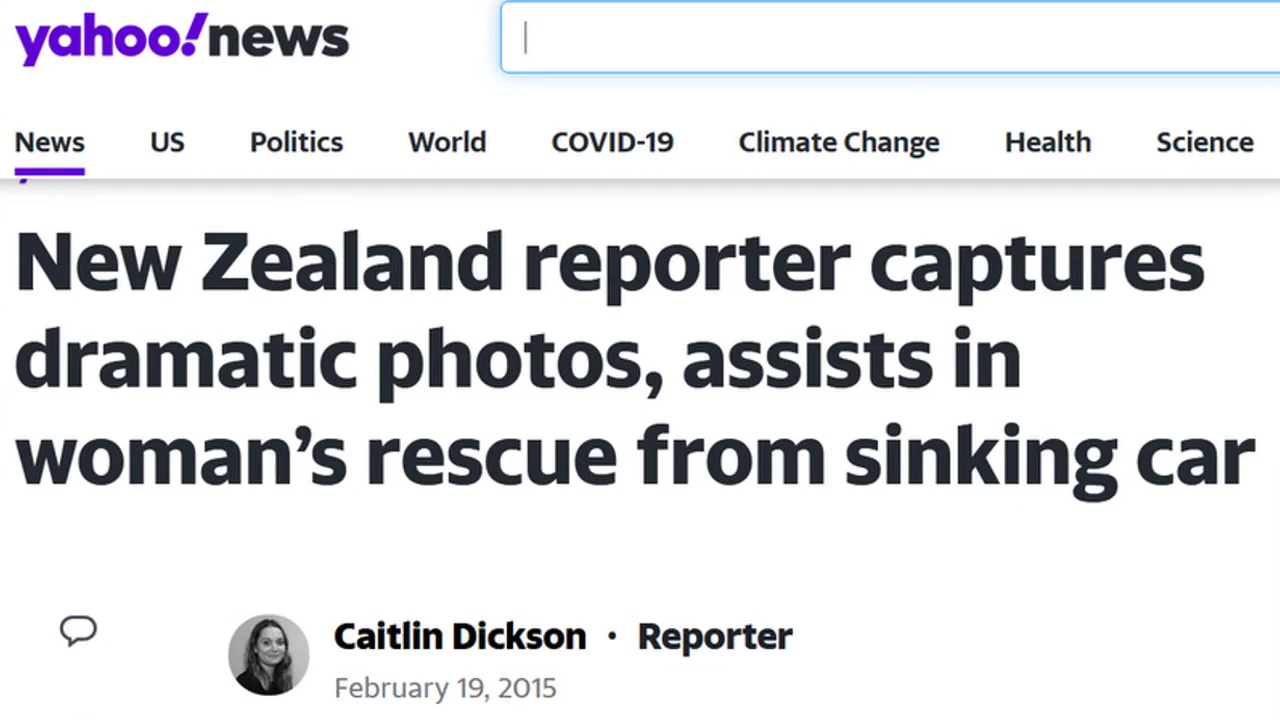 yahoo!news
News US Politics World COVID-19 Climate Change Health Science
New Zealand reporter captures
dramatic photos, assists in
woman’s rescue from sinking car
Caitlin Dickson · Reporter
February 19, 2015